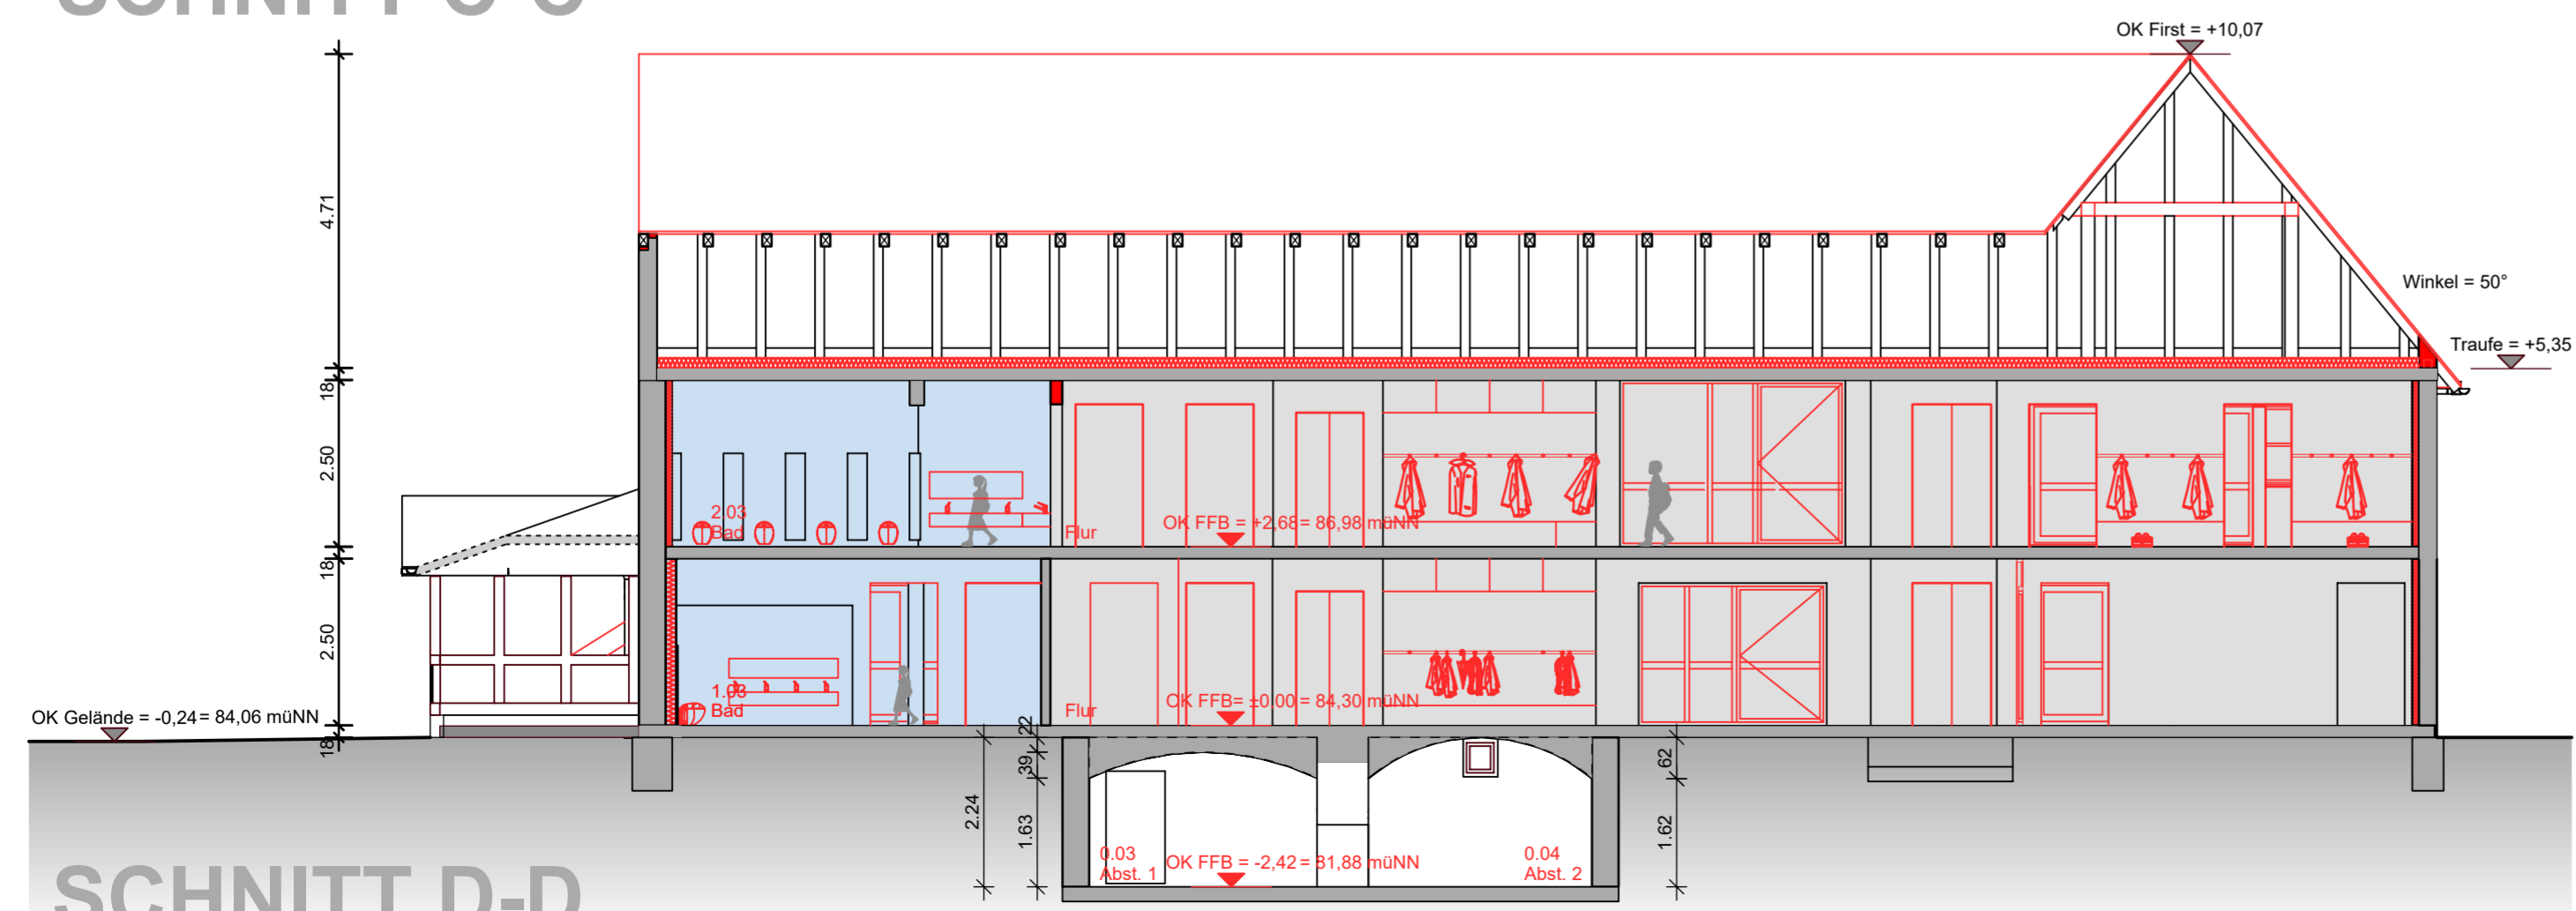 SCHNITT C-C
OK First = +10,07
4.71
Winkel = 50°
Traufe = +5,35
18
2.50
2.03
Bad
Flur
OK FFB = +2,68 = 86,98 müNN
18
2.50
1.03
Bad
Flur
OK FFB= ±0,00 = 84,30 müNN
OK Gelände = -0,24 = 84,06 müNN
18
22
39
62
2.24
1.63
1.62
0.03
Abst. 1
OK FFB = -2,42 = 81,88 müNN
0.04
Abst. 2
SCHNITT D-D